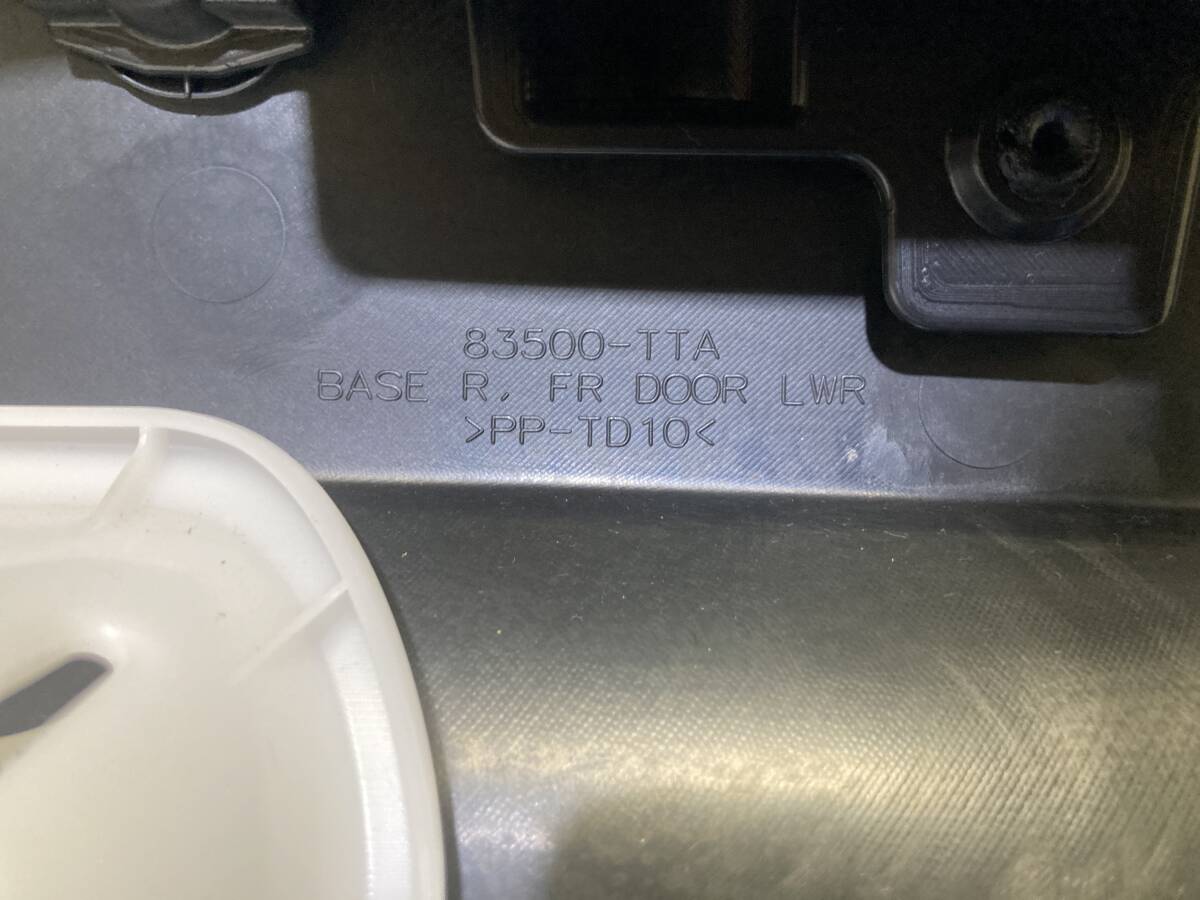 83500-TTA
BASE R, FR DOOR LWR
>PP-TD10<